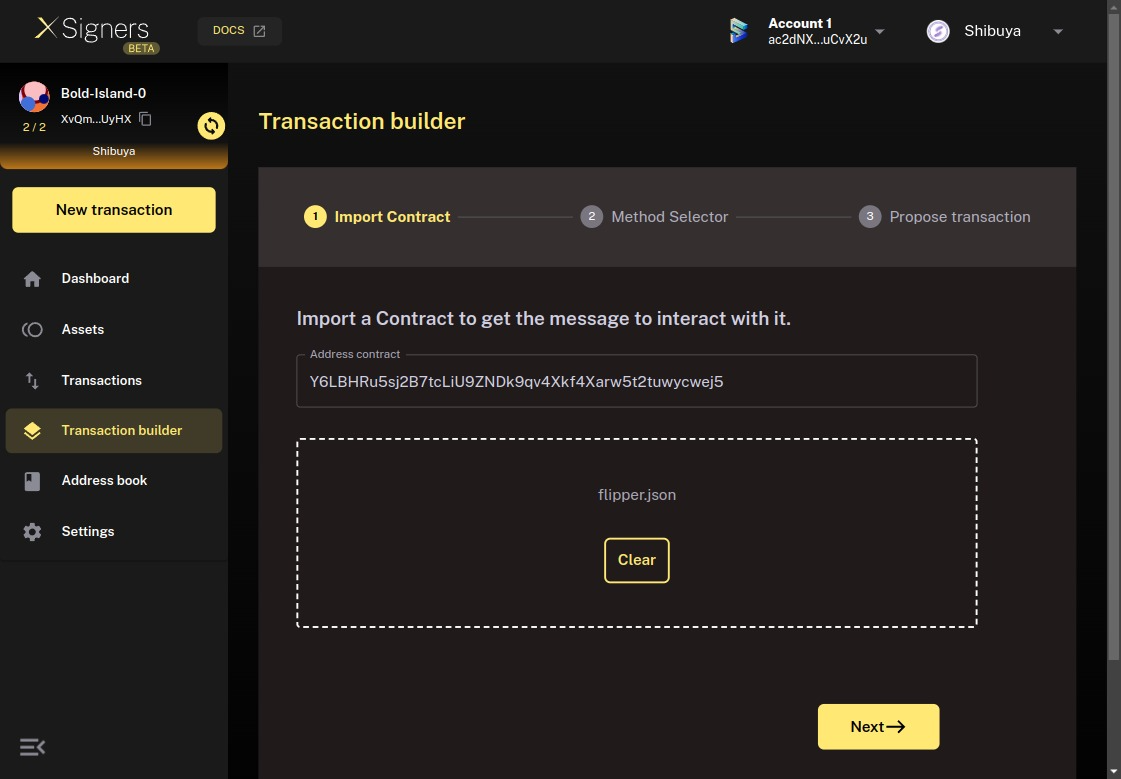 XSigners
BETA
DOCS
Account 1
ac2dNX...uCvX2u
Shibuya
Bold-Island-0
2 / 2
XvQm...UyHX
Shibuya
New transaction
Dashboard
Assets
Transactions
Transaction builder
Address book
Settings
Transaction builder
1 Import Contract
2 Method Selector
3 Propose transaction
Import a Contract to get the message to interact with it.
Address contract
Y6LBHRu5sj2B7tcLiU9ZNDk9qv4Xkf4Xarw5t2tuwycwej5
flipper.json
Clear
Next